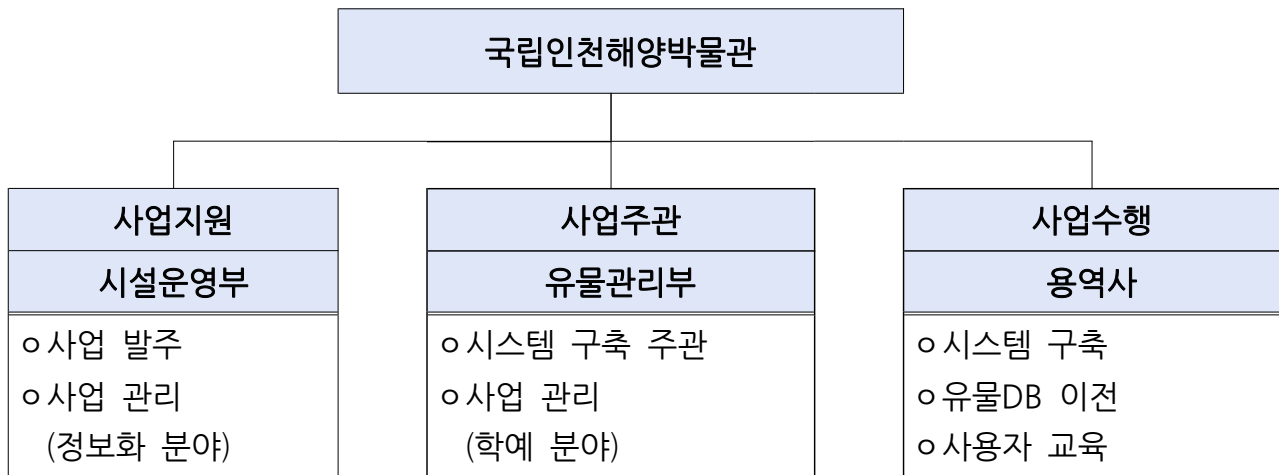 국립인천해양박물관
사업지원
시설운영부
ㅇ사업 발주
ㅇ사업 관리
(정보화 분야)
사업주관
유물관리부
ㅇ시스템 구축 주관
ㅇ사업 관리
(학예 분야)
사업수행
용역사
ㅇ시스템 구축
ㅇ유물DB 이전
ㅇ사용자 교육